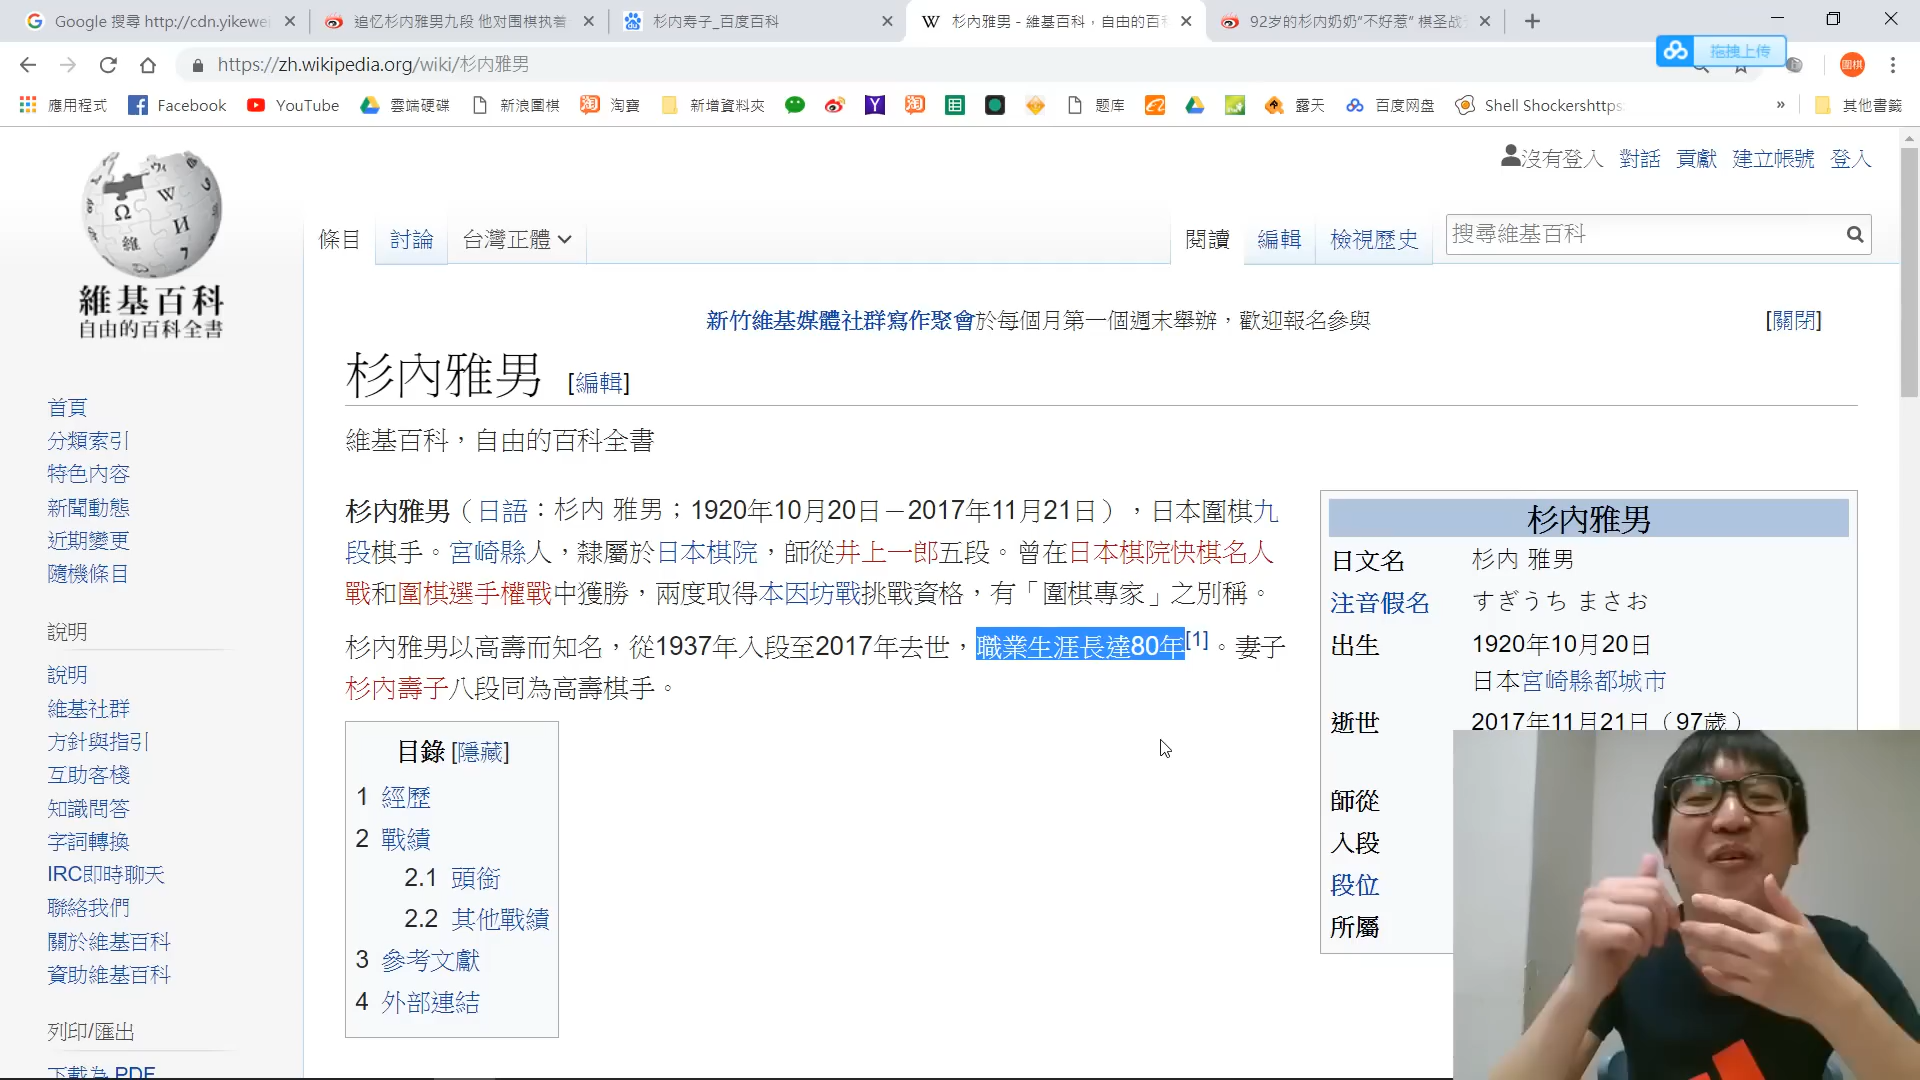 Google 搜尋 http://cdn.yikewei
追忆杉内雅男九段 他对围棋执着
杉内寿子_百度百科
杉內雅男 - 維基百科，自由的百科
92岁的杉内奶奶“不好惹” 棋圣战
拖拽上传
https://zh.wikipedia.org/wiki/杉內雅男
圍棋
應用程式
Facebook
YouTube
雲端硬碟
新浪圍棋
淘寶
新增資料夾
題库
露天
百度网盘
Shell Shockershttps
其他書籤
沒有登入 對話 貢獻 建立帳號 登入
維基百科
自由的百科全書
條目 討論 台灣正體
閱讀 編輯 檢視歷史
搜尋維基百科
新竹維基媒體社群寫作聚會於每個月第一個週末舉辦，歡迎報名參與
[關閉]
杉內雅男 [編輯]
維基百科，自由的百科全書
杉內雅男（日語：杉内 雅男；1920年10月20日－2017年11月21日），日本圍棋九
段棋手。宮崎縣人，隸屬於日本棋院，師從井上一郎五段。曾在日本棋院快棋名人
戰和圍棋選手權戰中獲勝，兩度取得本因坊戰挑戰資格，有「圍棋專家」之別稱。
杉內雅男以高壽而知名，從1937年入段至2017年去世，職業生涯長達80年[1]。妻子
杉內壽子八段同為高壽棋手。
目錄 [隱藏]
1 經歷
2 戰績
2.1 頭銜
2.2 其他戰績
3 參考文獻
4 外部連結
杉內雅男
日文名 杉内 雅男
注音假名 すぎうち まさお
出生 1920年10月20日
日本宮崎縣都城市
逝世 2017年11月21日（97歲）
師從
入段
段位
所屬
首頁
分類索引
特色內容
新聞動態
近期變更
隨機條目
說明
說明
維基社群
方針與指引
互助客棧
知識問答
字詞轉換
IRC即時聊天
聯絡我們
關於維基百科
資助維基百科
列印/匯出
下載為 PDF